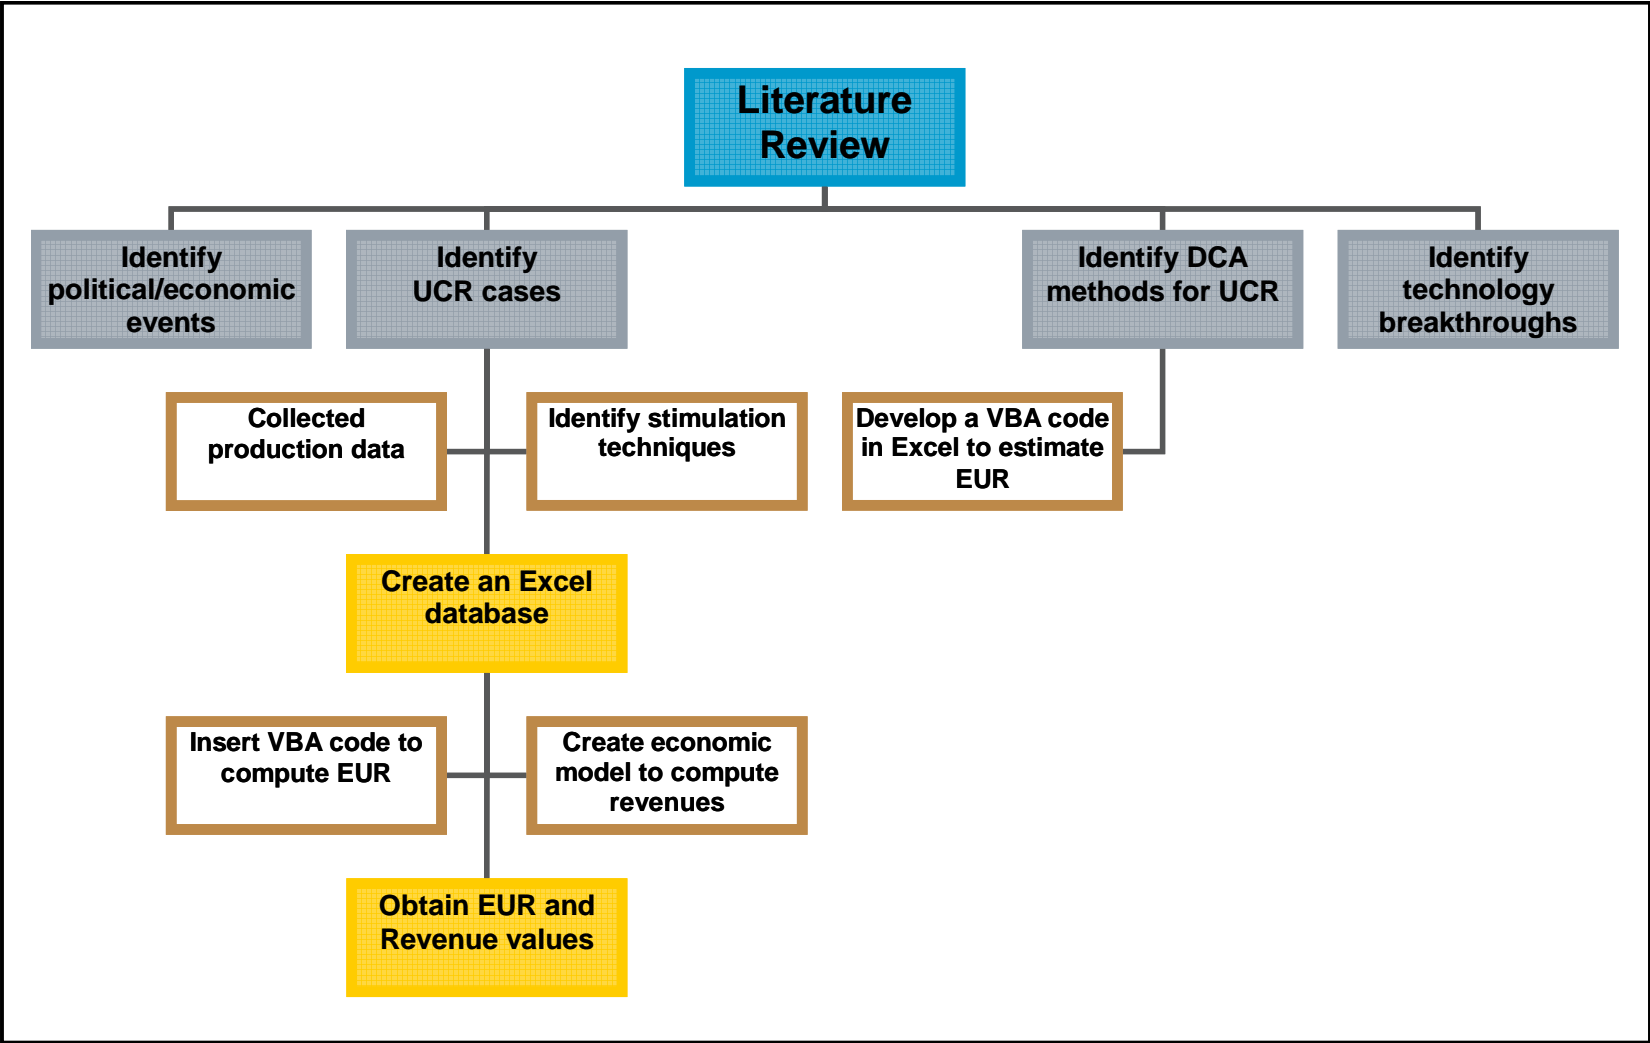 Literature
Review
Identify
political/economic
events
Identify
UCR cases
Identify DCA
methods for UCR
Identify
technology
breakthroughs
Collected
production data
Identify stimulation
techniques
Develop a VBA code
in Excel to estimate
EUR
Create an Excel
database
Insert VBA code to
compute EUR
Create economic
model to compute
revenues
Obtain EUR and
Revenue values